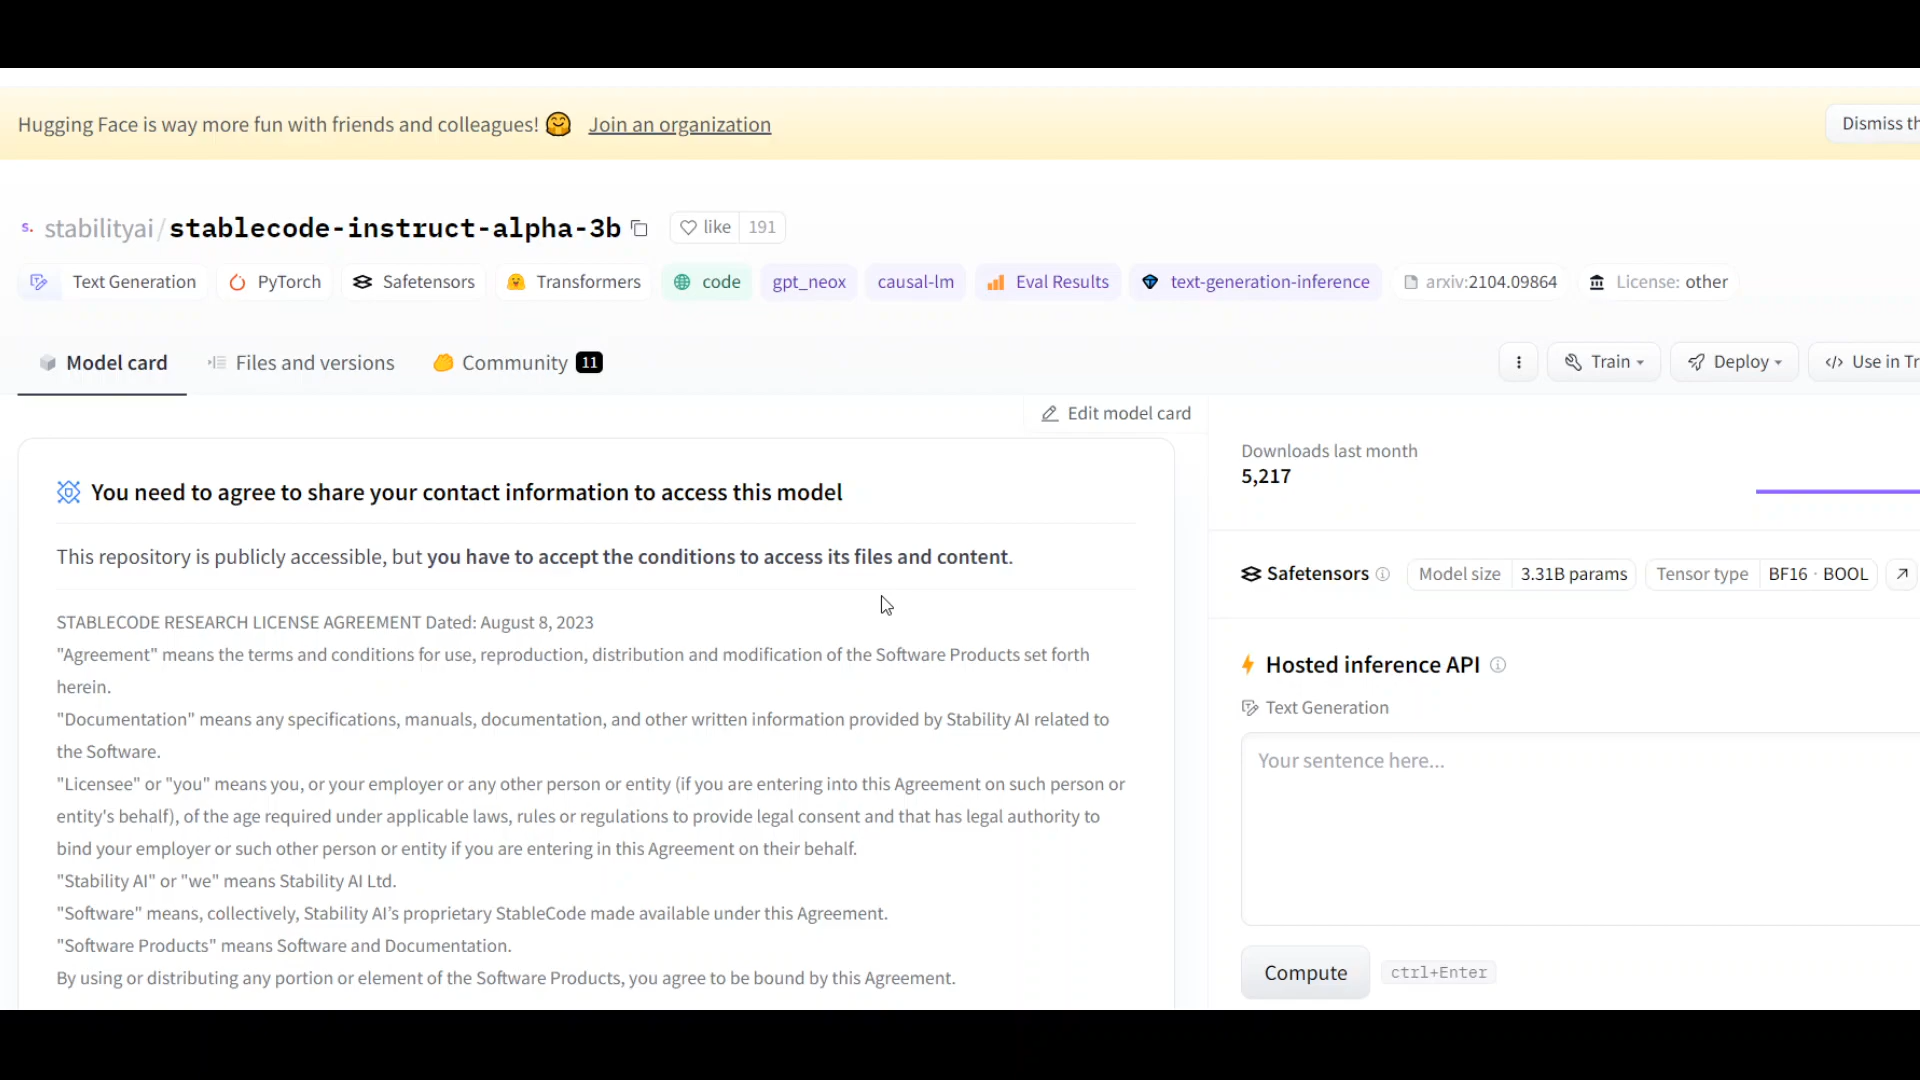 Hugging Face is way more fun with friends and colleagues! 🤗 Join an organization
Dismiss th
s. stabilityai/stablecode-instruct-alpha-3b like 191
Text Generation PyTorch Safetensors Transformers code gpt_neox causal-lm Eval Results text-generation-inference arxiv:2104.09864 License: other
Model card Files and versions Community 11
Train Deploy </> Use in Tr
Edit model card
You need to agree to share your contact information to access this model
This repository is publicly accessible, but you have to accept the conditions to access its files and content.
STABLECODE RESEARCH LICENSE AGREEMENT Dated: August 8, 2023
"Agreement" means the terms and conditions for use, reproduction, distribution and modification of the Software Products set forth
herein.
"Documentation" means any specifications, manuals, documentation, and other written information provided by Stability AI related to
the Software.
"Licensee" or "you" means you, or your employer or any other person or entity (if you are entering into this Agreement on such person or
entity's behalf), of the age required under applicable laws, rules or regulations to provide legal consent and that has legal authority to
bind your employer or such other person or entity if you are entering in this Agreement on their behalf.
"Stability AI" or "we" means Stability AI Ltd.
"Software" means, collectively, Stability AI’s proprietary StableCode made available under this Agreement.
"Software Products" means Software and Documentation.
By using or distributing any portion or element of the Software Products, you agree to be bound by this Agreement.
Downloads last month
5,217
Safetensors Model size 3.31B params Tensor type BF16 · BOOL
Hosted inference API
Text Generation
Your sentence here...
Compute ctrl+Enter